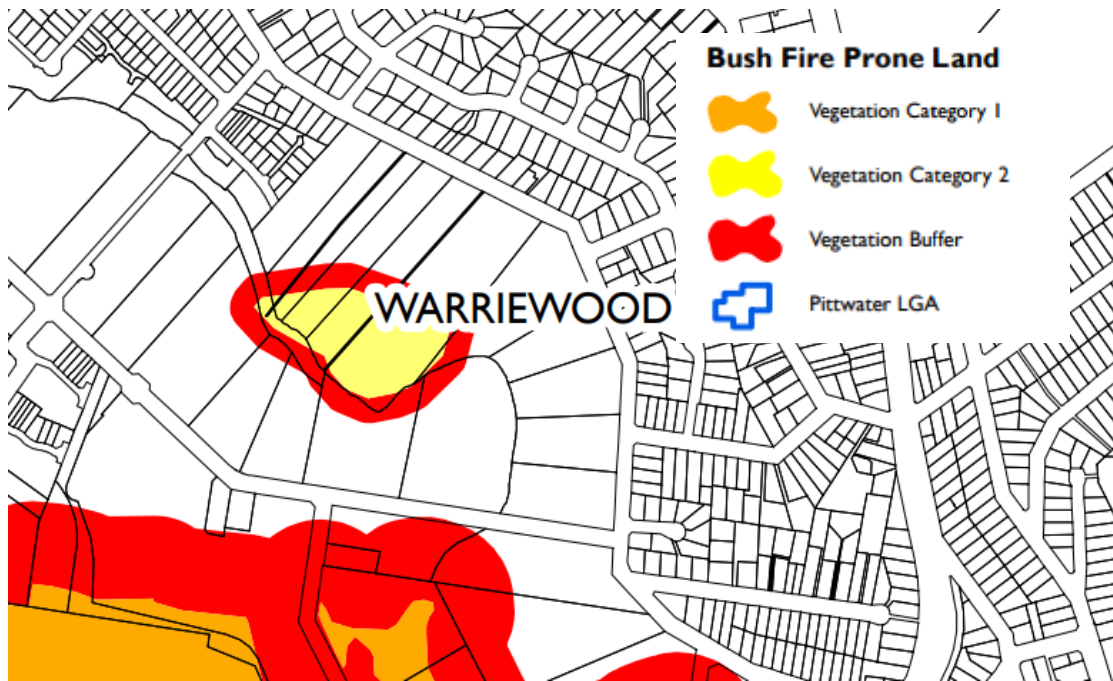 Bush Fire Prone Land
Vegetation Category 1
Vegetation Category 2
Vegetation Buffer
Pittwater LGA
WARRIEWOOD